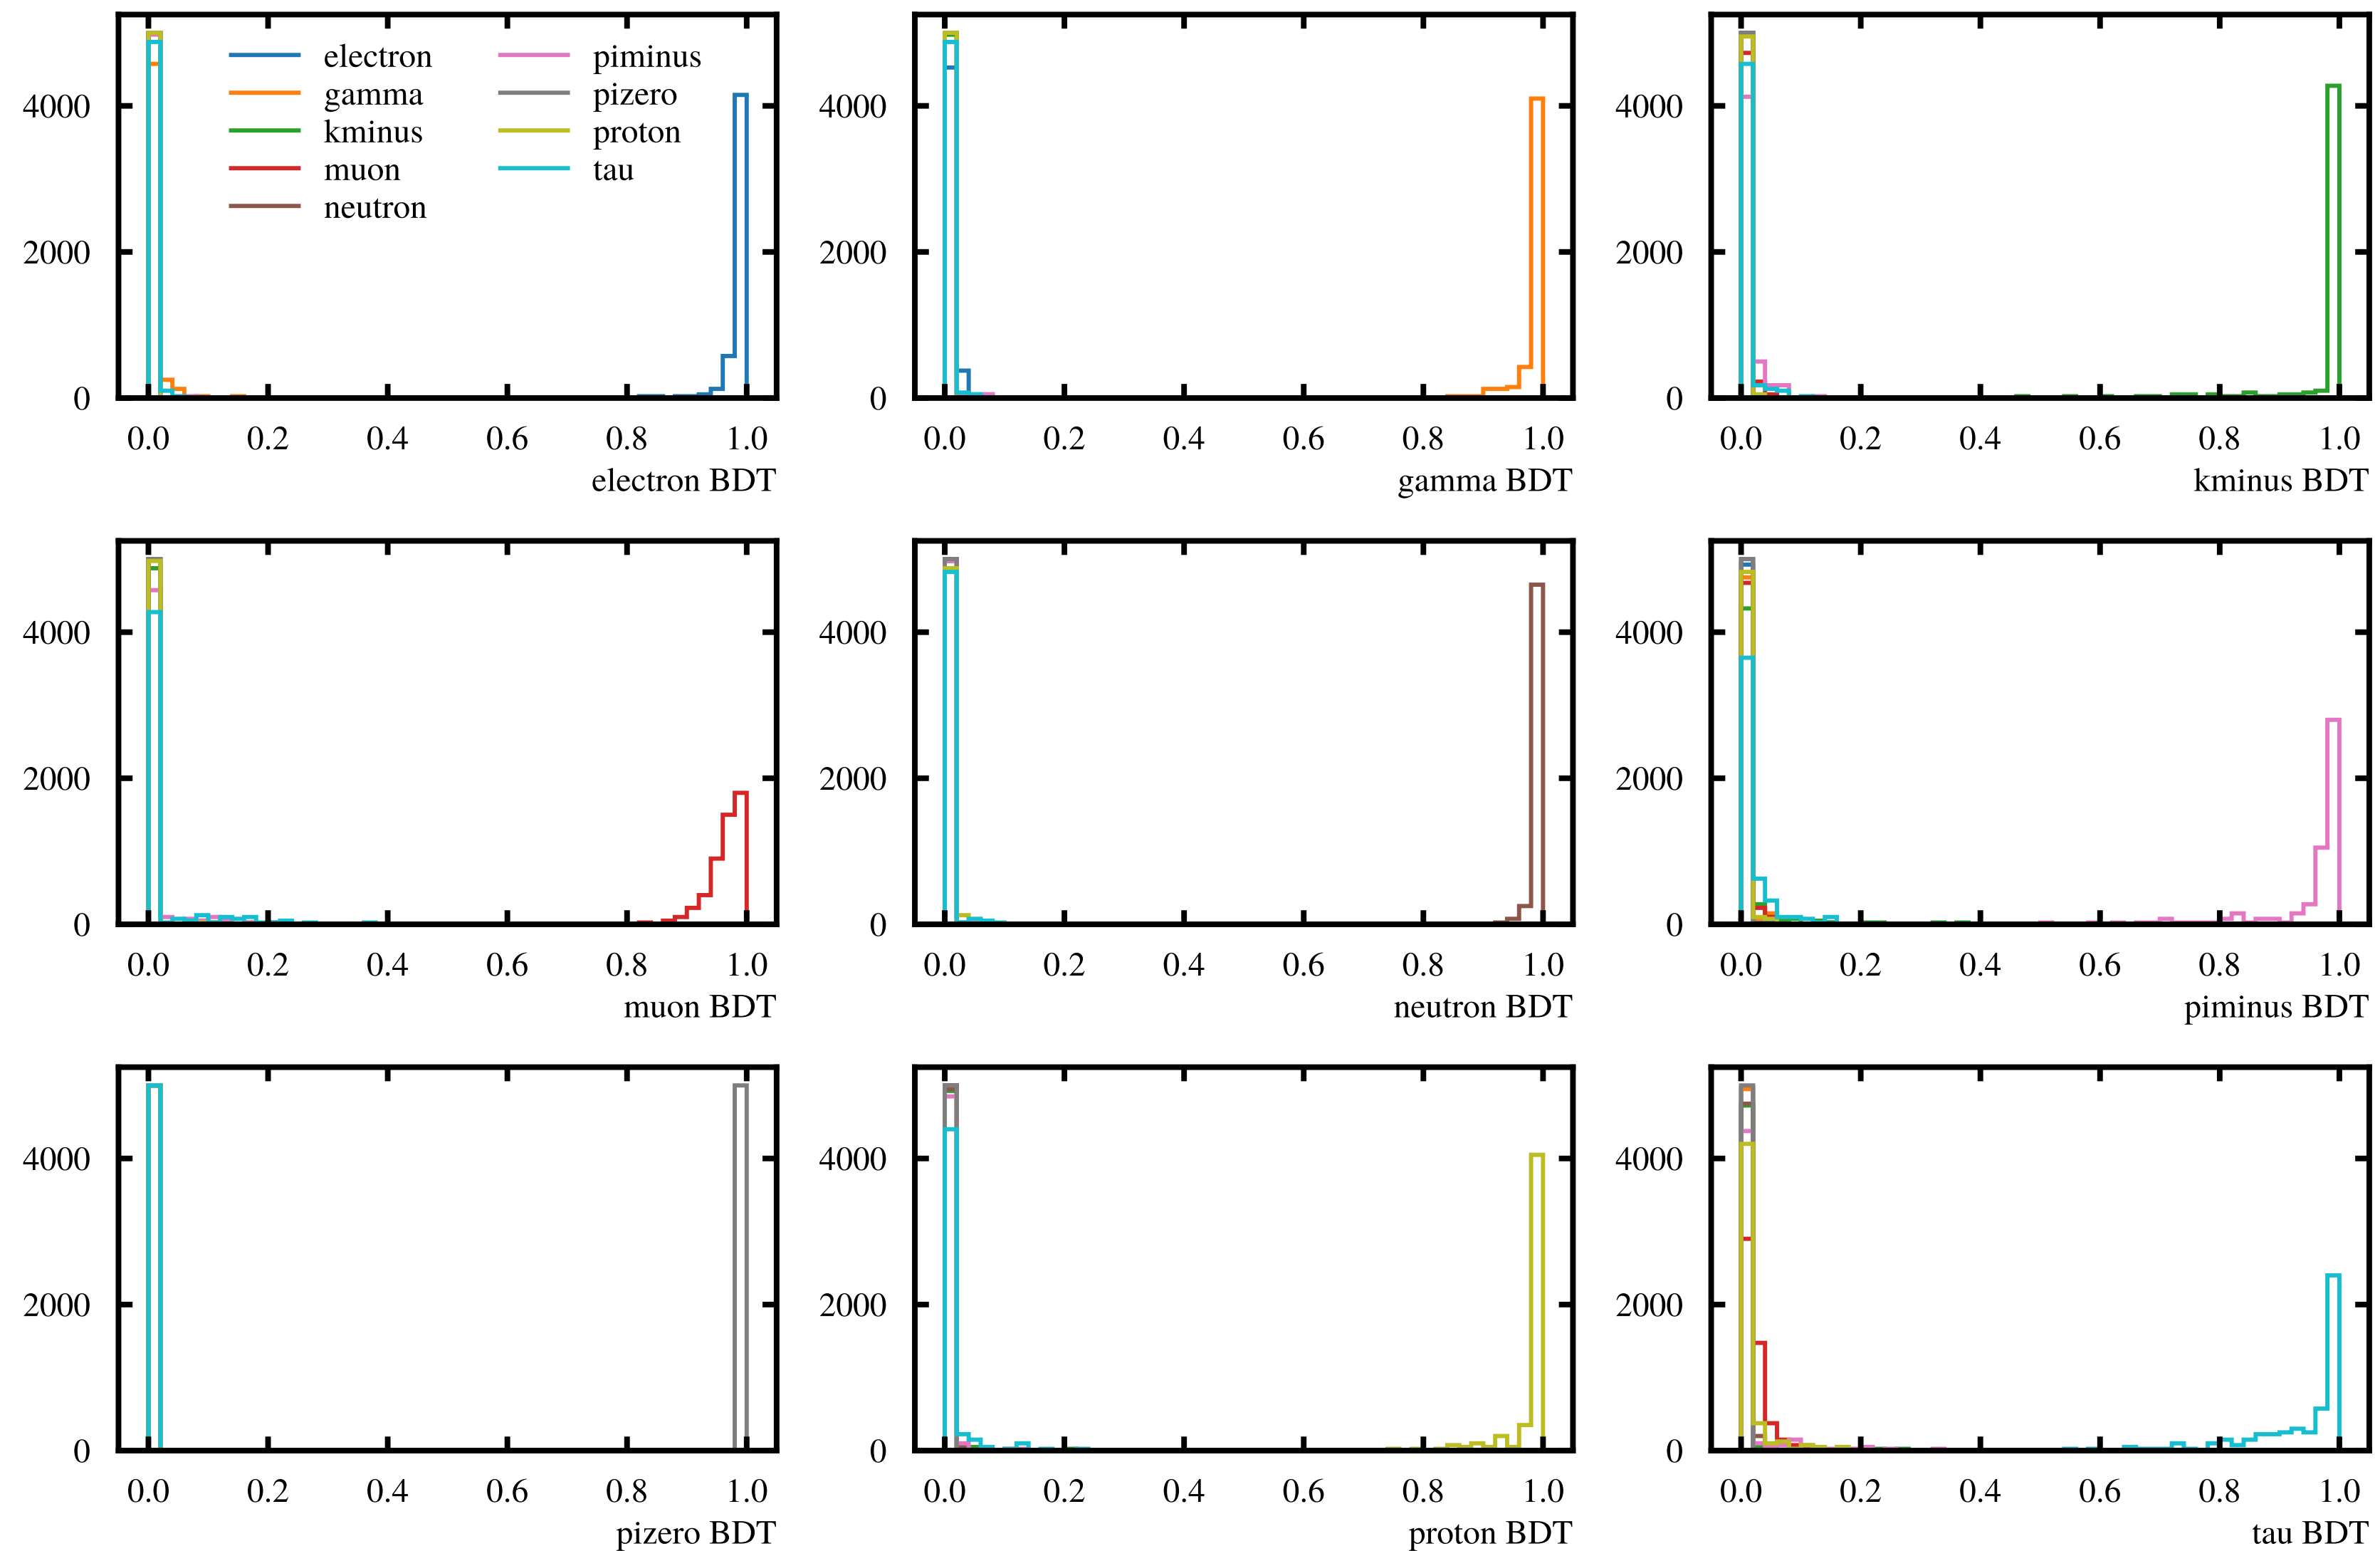 electron
gamma
kminus
muon
neutron
piminus
pizero
proton
tau
4000
2000
0
0.0 0.2 0.4 0.6 0.8 1.0
electron BDT
4000
2000
0
0.0 0.2 0.4 0.6 0.8 1.0
gamma BDT
4000
2000
0
0.0 0.2 0.4 0.6 0.8 1.0
kminus BDT
4000
2000
0
0.0 0.2 0.4 0.6 0.8 1.0
muon BDT
4000
2000
0
0.0 0.2 0.4 0.6 0.8 1.0
neutron BDT
4000
2000
0
0.0 0.2 0.4 0.6 0.8 1.0
piminus BDT
4000
2000
0
0.0 0.2 0.4 0.6 0.8 1.0
pizero BDT
4000
2000
0
0.0 0.2 0.4 0.6 0.8 1.0
proton BDT
4000
2000
0
0.0 0.2 0.4 0.6 0.8 1.0
tau BDT